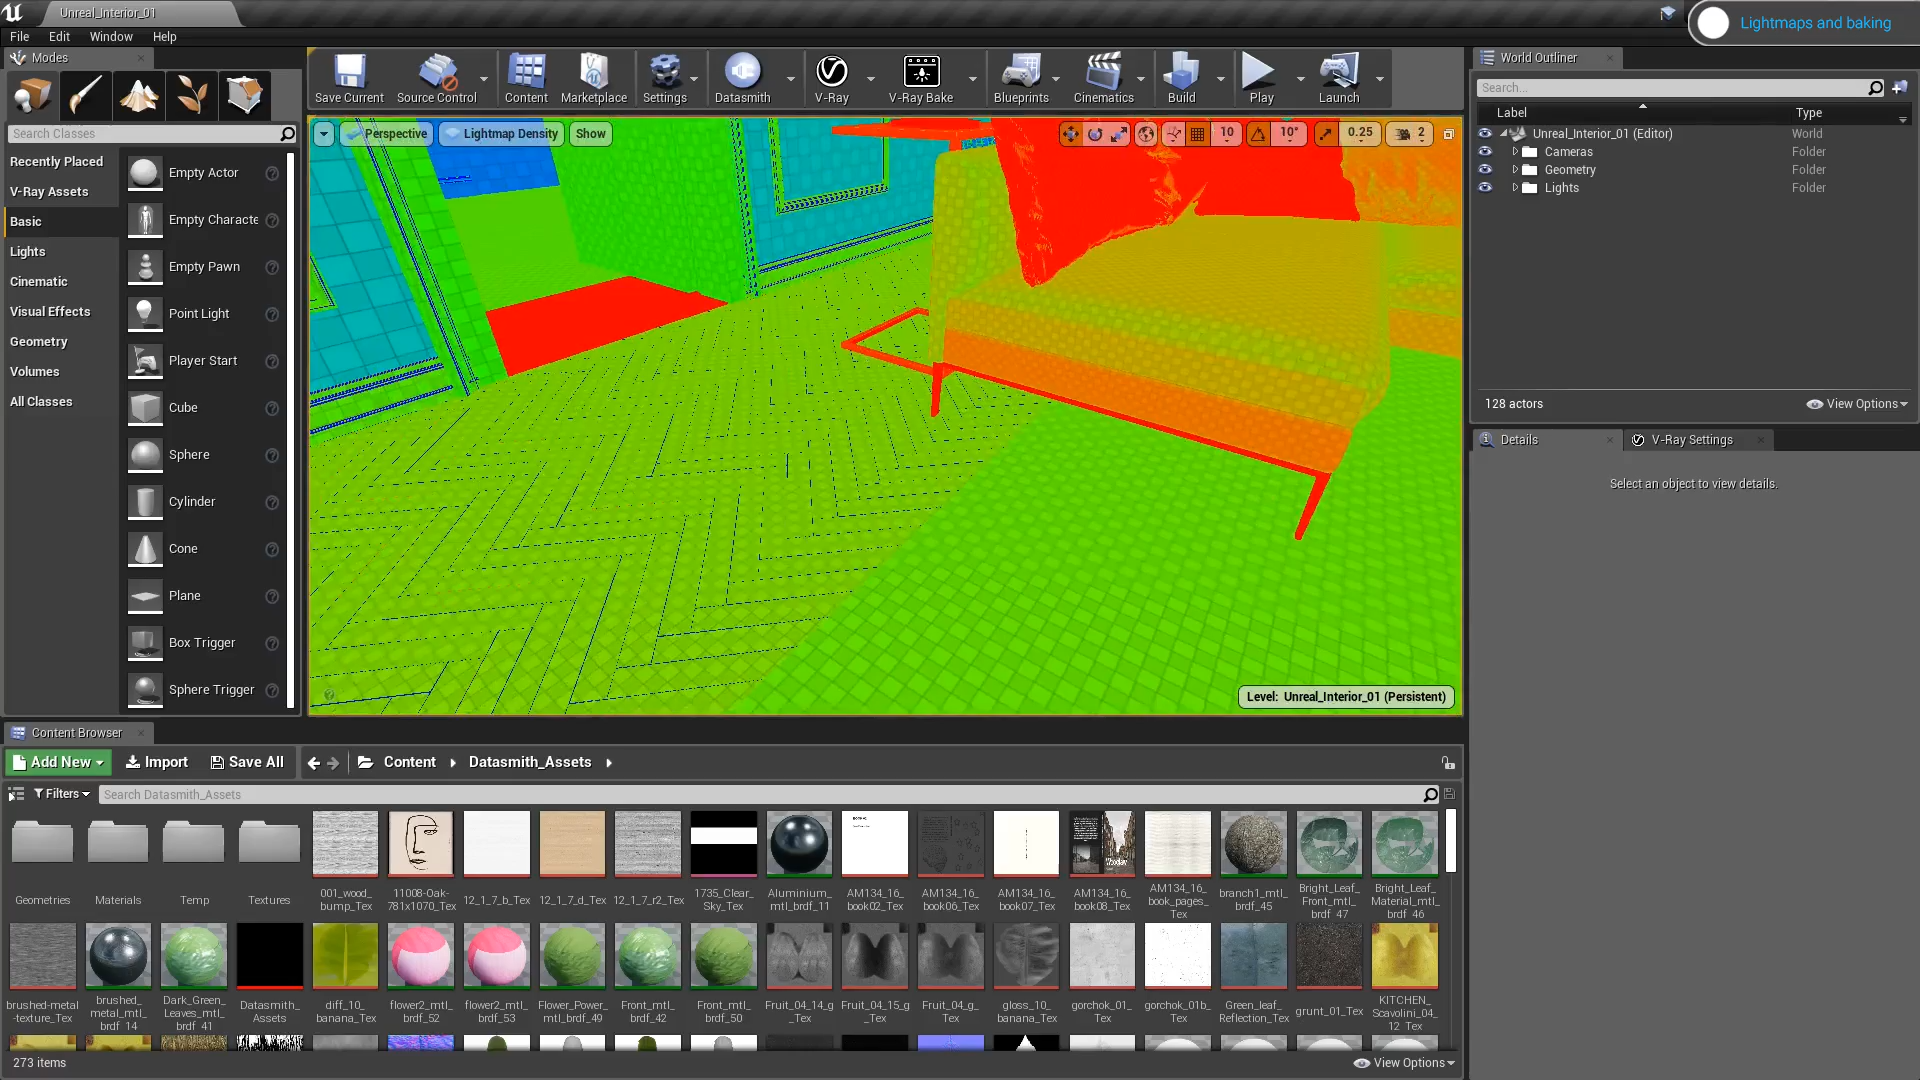 Unreal_Interior_01
Lightmaps and baking
File Edit Window Help
Modes
World Outliner
Save Current
Source Control
Content
Marketplace
Settings
Datasmith
V-Ray
V-Ray Bake
Blueprints
Cinematics
Build
Play
Launch
Search...
Label Type
Search Classes
Perspective
Lightmap Density
Show
10
10°
0.25
2
Unreal_Interior_01 (Editor) World
Cameras Folder
Geometry Folder
Lights Folder
Recently Placed
V-Ray Assets
Basic
Lights
Cinematic
Visual Effects
Geometry
Volumes
All Classes
Empty Actor
Empty Characte
Empty Pawn
Point Light
Player Start
Cube
Sphere
Cylinder
Cone
Plane
Box Trigger
Sphere Trigger
128 actors
View Options
Details
V-Ray Settings
Select an object to view details.
Level: Unreal_Interior_01 (Persistent)
Content Browser
Add New
Import
Save All
Content
Datasmith_Assets
Filters
Search Datasmith_Assets
Geometries
Materials
Temp
Textures
001_wood_
bump_Tex
11008-Oak-
781x1070_Tex
12_1_7_b_Tex
12_1_7_d_Tex
12_1_7_r2_Tex
1735_Clear_
Sky_Tex
Aluminium_
mtl_brdf_11
AM134_16_
book02_Tex
AM134_16_
book06_Tex
AM134_16_
book07_Tex
AM134_16_
book08_Tex
AM134_16_
book_pages_
Tex
branch1_mtl_
brdf_45
Bright_Leaf_
Front_mtl_
brdf_47
Bright_Leaf_
Material_mtl_
brdf_46
brushed-metal
-texture_Tex
brushed_
metal_mtl_
brdf_14
Dark_Green_
Leaves_mtl_
brdf_41
Datasmith_
Assets
diff_10_
banana_Tex
flower2_mtl_
brdf_52
flower2_mtl_
brdf_53
Flower_Power_
mtl_brdf_49
Front_mtl_
brdf_42
Front_mtl_
brdf_50
Fruit_04_14_g
_Tex
Fruit_04_15_g
_Tex
Fruit_04_g_
Tex
gloss_10_
banana_Tex
gorchok_01_
Tex
gorchok_01b_
Tex
Green_leaf_
Reflection_Tex
grunt_01_Tex
KITCHEN_
Scavolini_04_
12_Tex
273 items
View Options